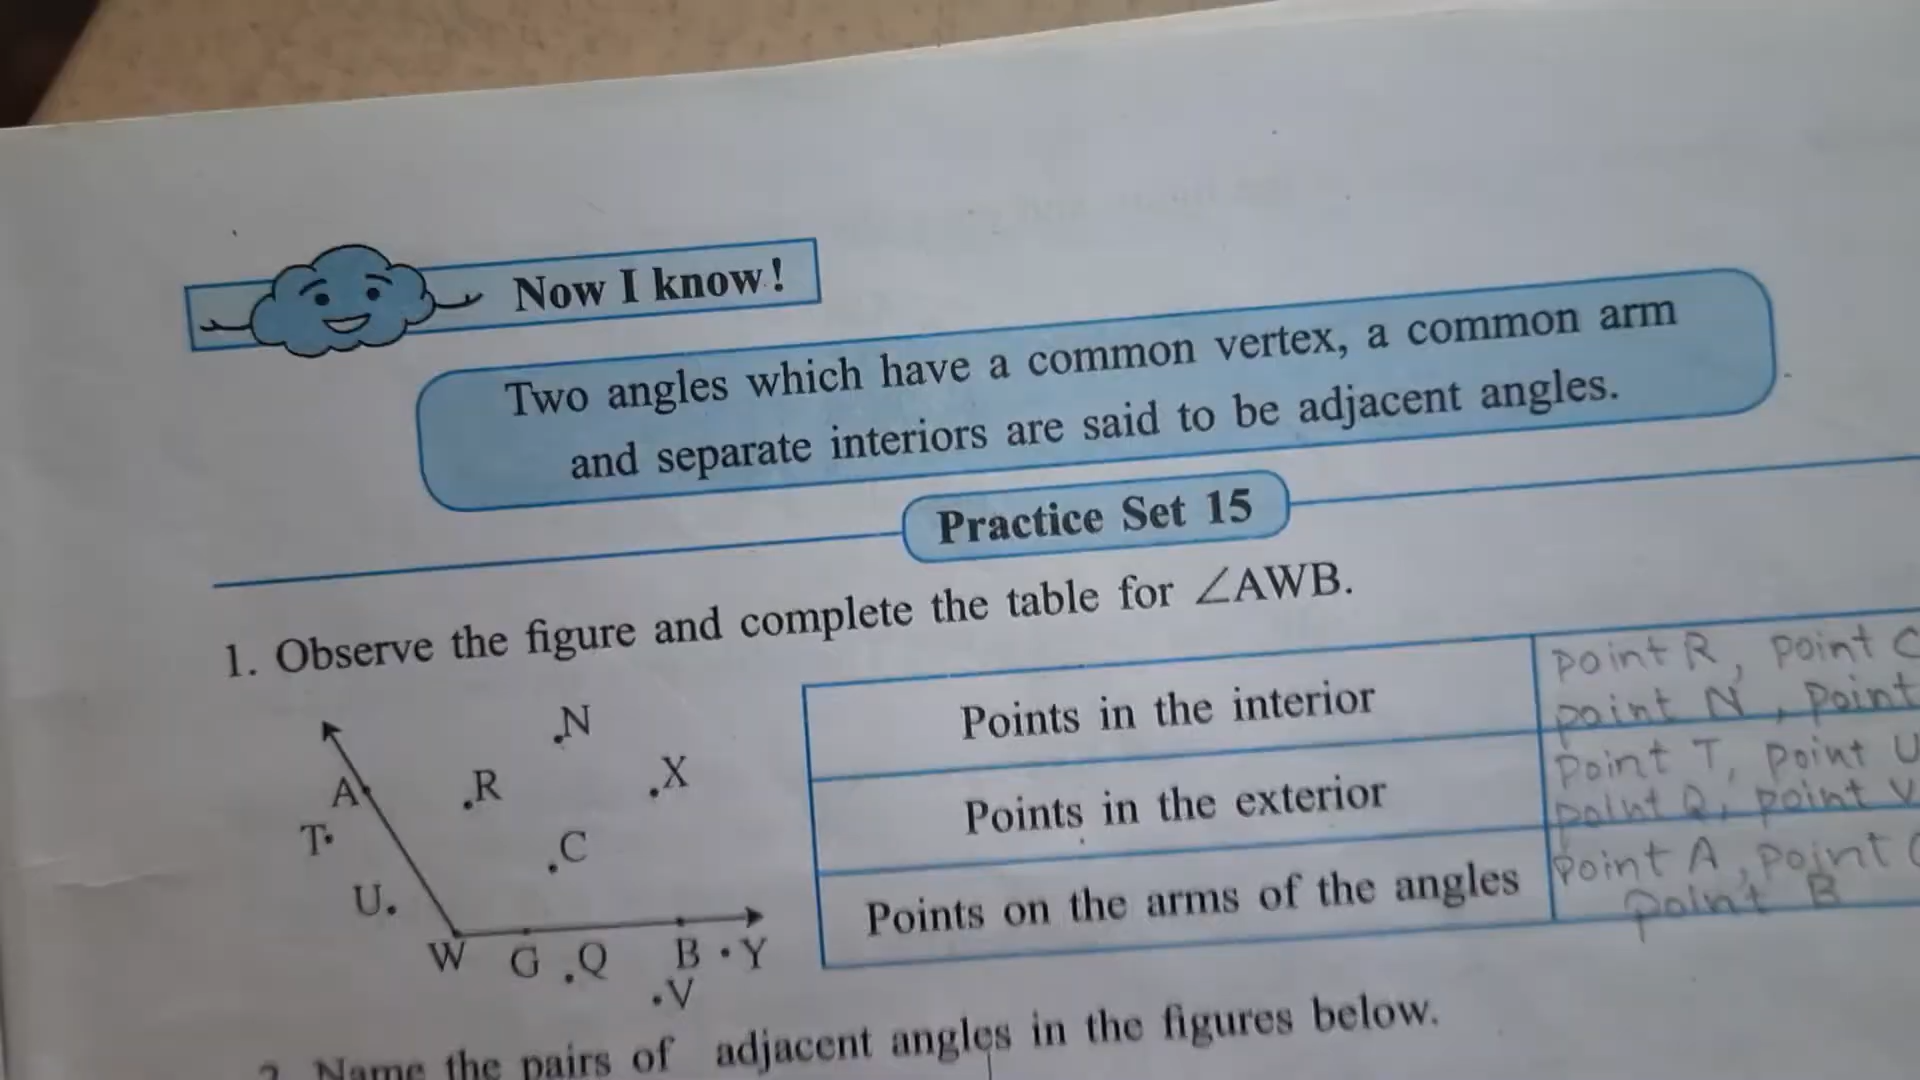 Now I know!
Two angles which have a common vertex, a common arm
and separate interiors are said to be adjacent angles.
Practice Set 15
1. Observe the figure and complete the table for ∠AWB.
N
R
X
A
T
C
U
W G Q B Y
V
Points in the interior
point R, point C
point N, point
Points in the exterior
point T, point U
point Q, point V
Points on the arms of the angles
point A, point
point B
Name the pairs of adjacent angles in the figures below.